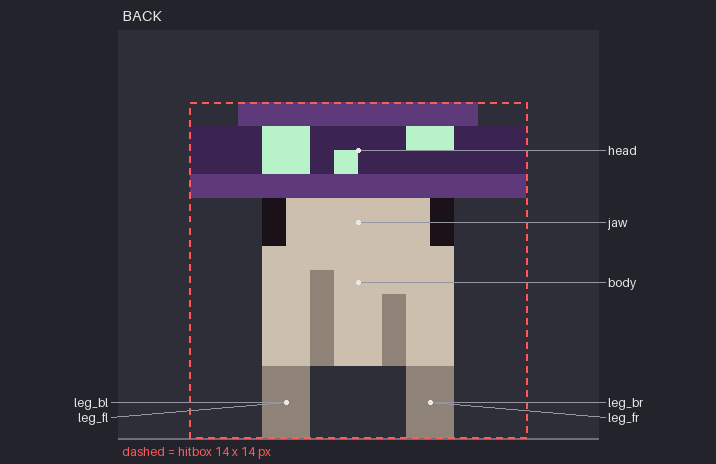 BACK
head
jaw
body
leg_bl
leg_br
leg_fl
leg_fr
dashed = hitbox 14 x 14 px